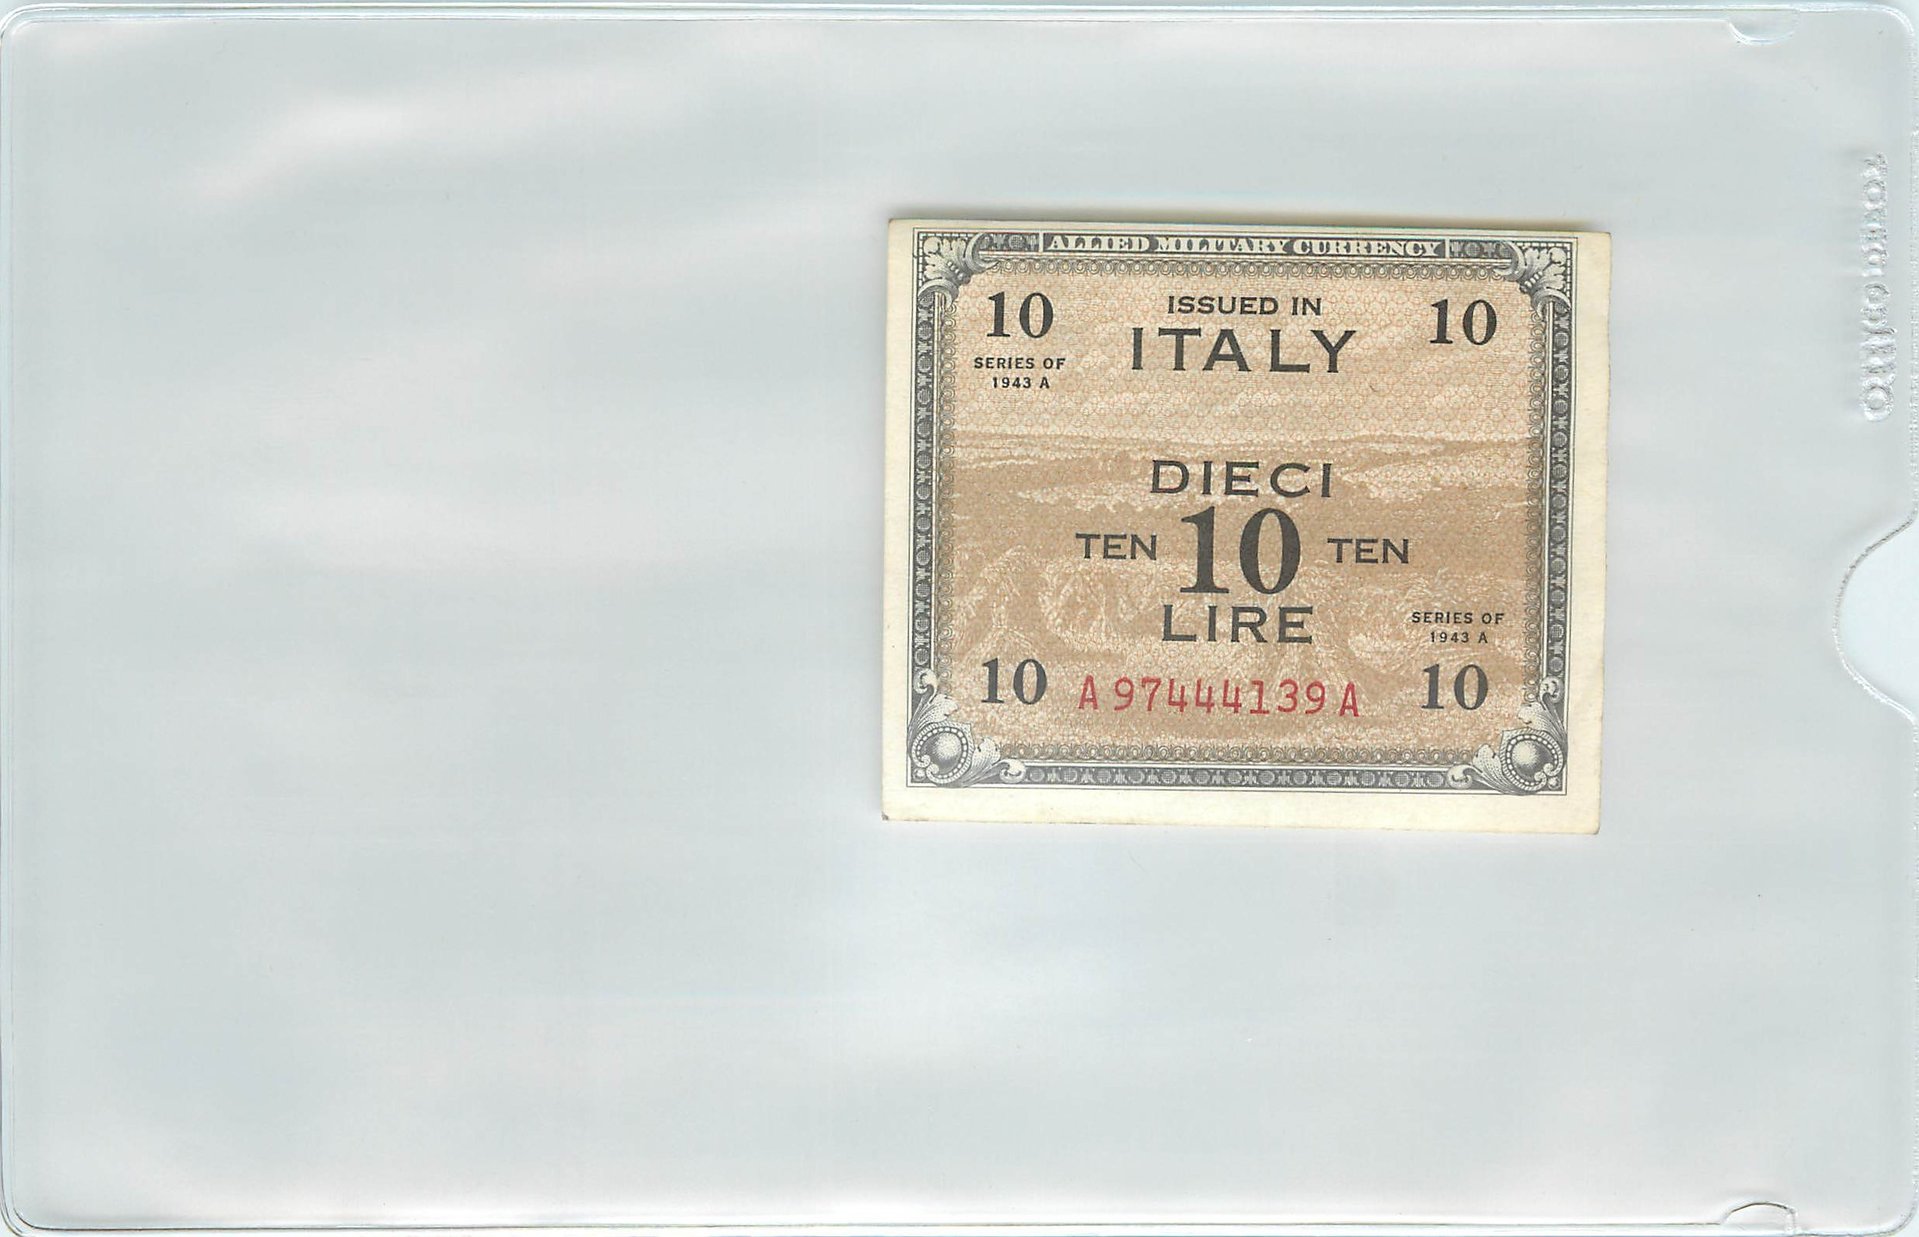 ALLIED MILITARY CURRENCY
10 ISSUED IN 10
ITALY
SERIES OF
1943 A
DIECI
TEN 10 TEN
LIRE
SERIES OF
1943 A
10 A97444139A 10